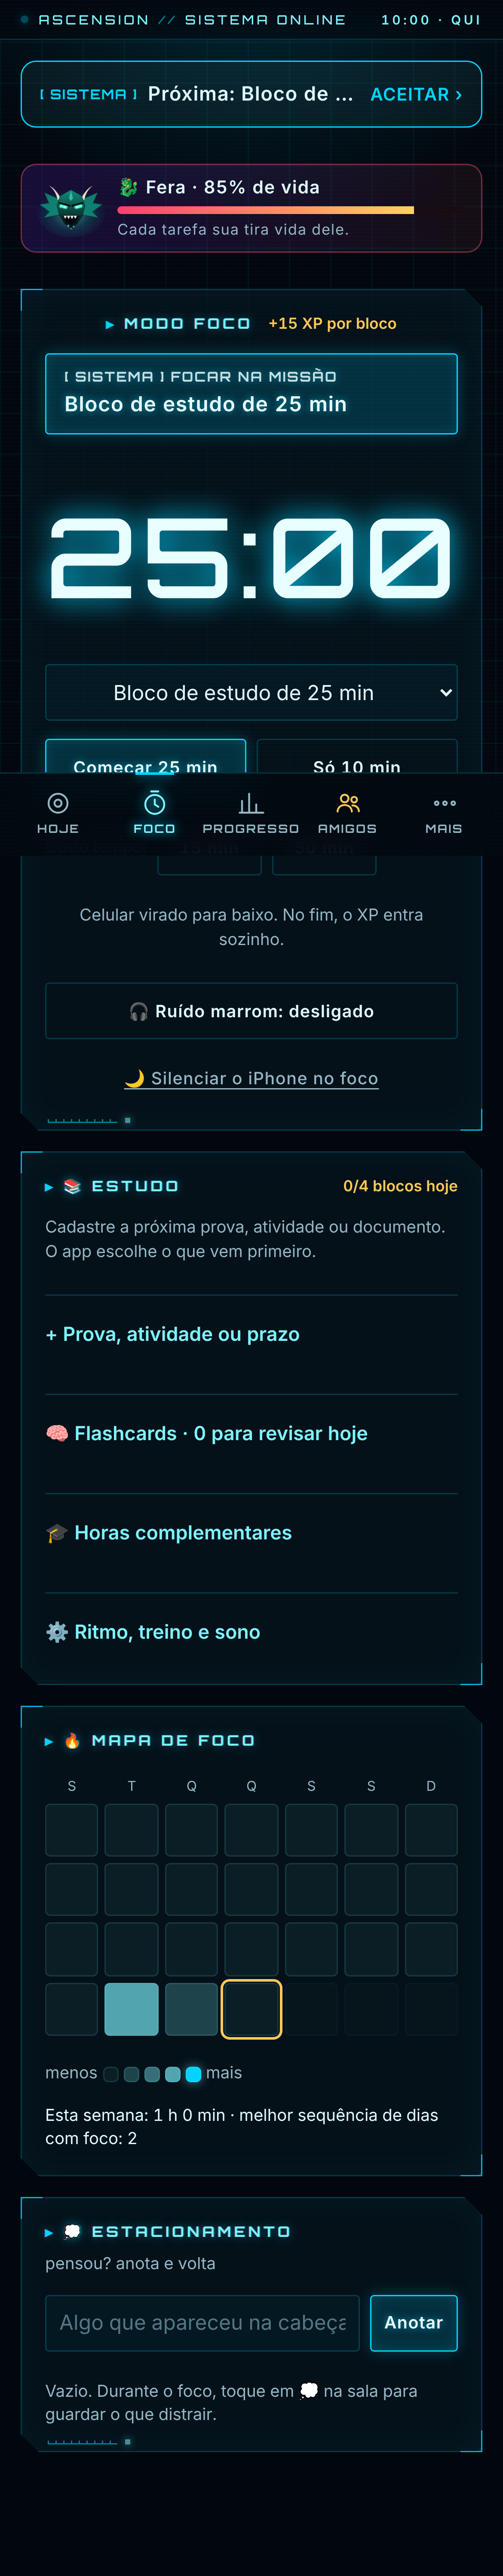 ASCENSION // SISTEMA ONLINE 10:00 · QUI
[ SISTEMA ] Próxima: Bloco de ... ACEITAR ›
🐉 Fera · 85% de vida
Cada tarefa sua tira vida dele.
▸ MODO FOCO +15 XP por bloco
[ SISTEMA ] FOCAR NA MISSÃO
Bloco de estudo de 25 min
25:00
Bloco de estudo de 25 min
Começar 25 min Só 10 min
HOJE FOCO PROGRESSO AMIGOS MAIS
Celular virado para baixo. No fim, o XP entra
sozinho.
🎧 Ruído marrom: desligado
🌙 Silenciar o iPhone no foco
▸ 📚 ESTUDO 0/4 blocos hoje
Cadastre a próxima prova, atividade ou documento.
O app escolhe o que vem primeiro.
+ Prova, atividade ou prazo
🧠 Flashcards · 0 para revisar hoje
🎓 Horas complementares
⚙️ Ritmo, treino e sono
▸ 🔥 MAPA DE FOCO
S T Q Q S S D
menos mais
Esta semana: 1 h 0 min · melhor sequência de dias
com foco: 2
▸ 💭 ESTACIONAMENTO
pensou? anota e volta
Algo que apareceu na cabeça Anotar
Vazio. Durante o foco, toque em 💭 na sala para
guardar o que distrair.